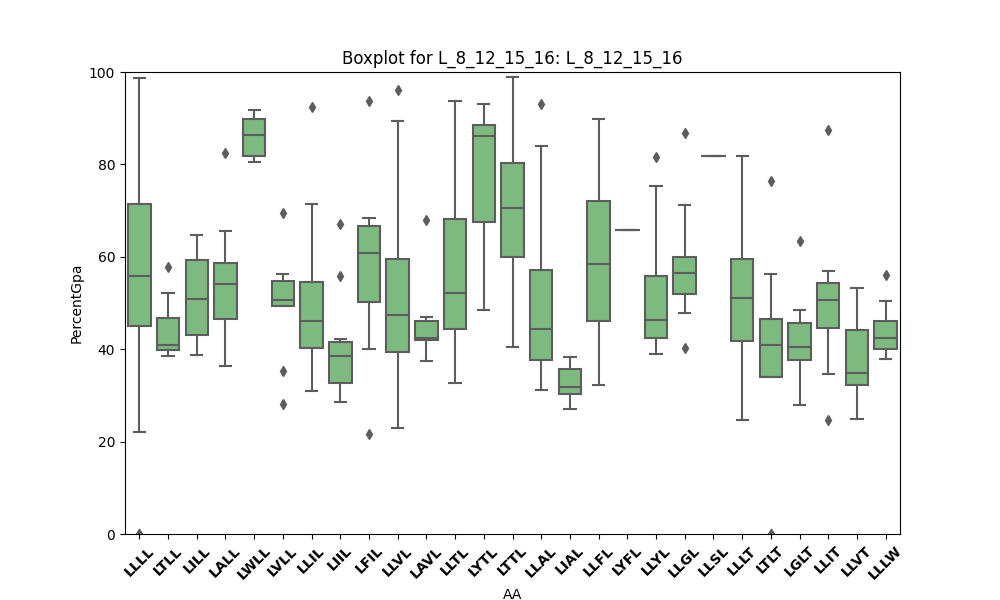 Boxplot for L_8_12_15_16: L_8_12_15_16
PercentGpa
100
80
60
40
20
0
LLLL LTLL LILL LALL LWLL LVLL LLIL LIIL LFIL LLVL LAVL LLTL LYTL LTTL LLAL LIAL LLFL LYFL LLYL LLGL LLSL LLLT LTLT LGLT LLIT LLVT LLLW
AA